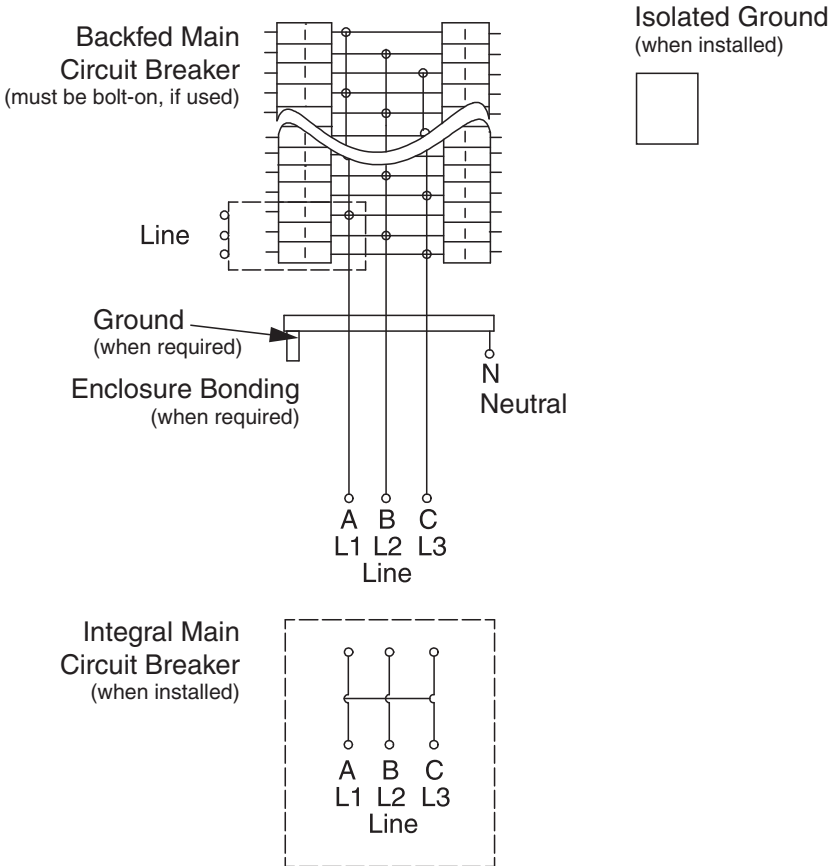 Backfed Main
Circuit Breaker
(must be bolt-on, if used)
Isolated Ground
(when installed)
Line
Ground
(when required)
Enclosure Bonding
(when required)
N
Neutral
A B C
L1 L2 L3
Line
Integral Main
Circuit Breaker
(when installed)
A B C
L1 L2 L3
Line